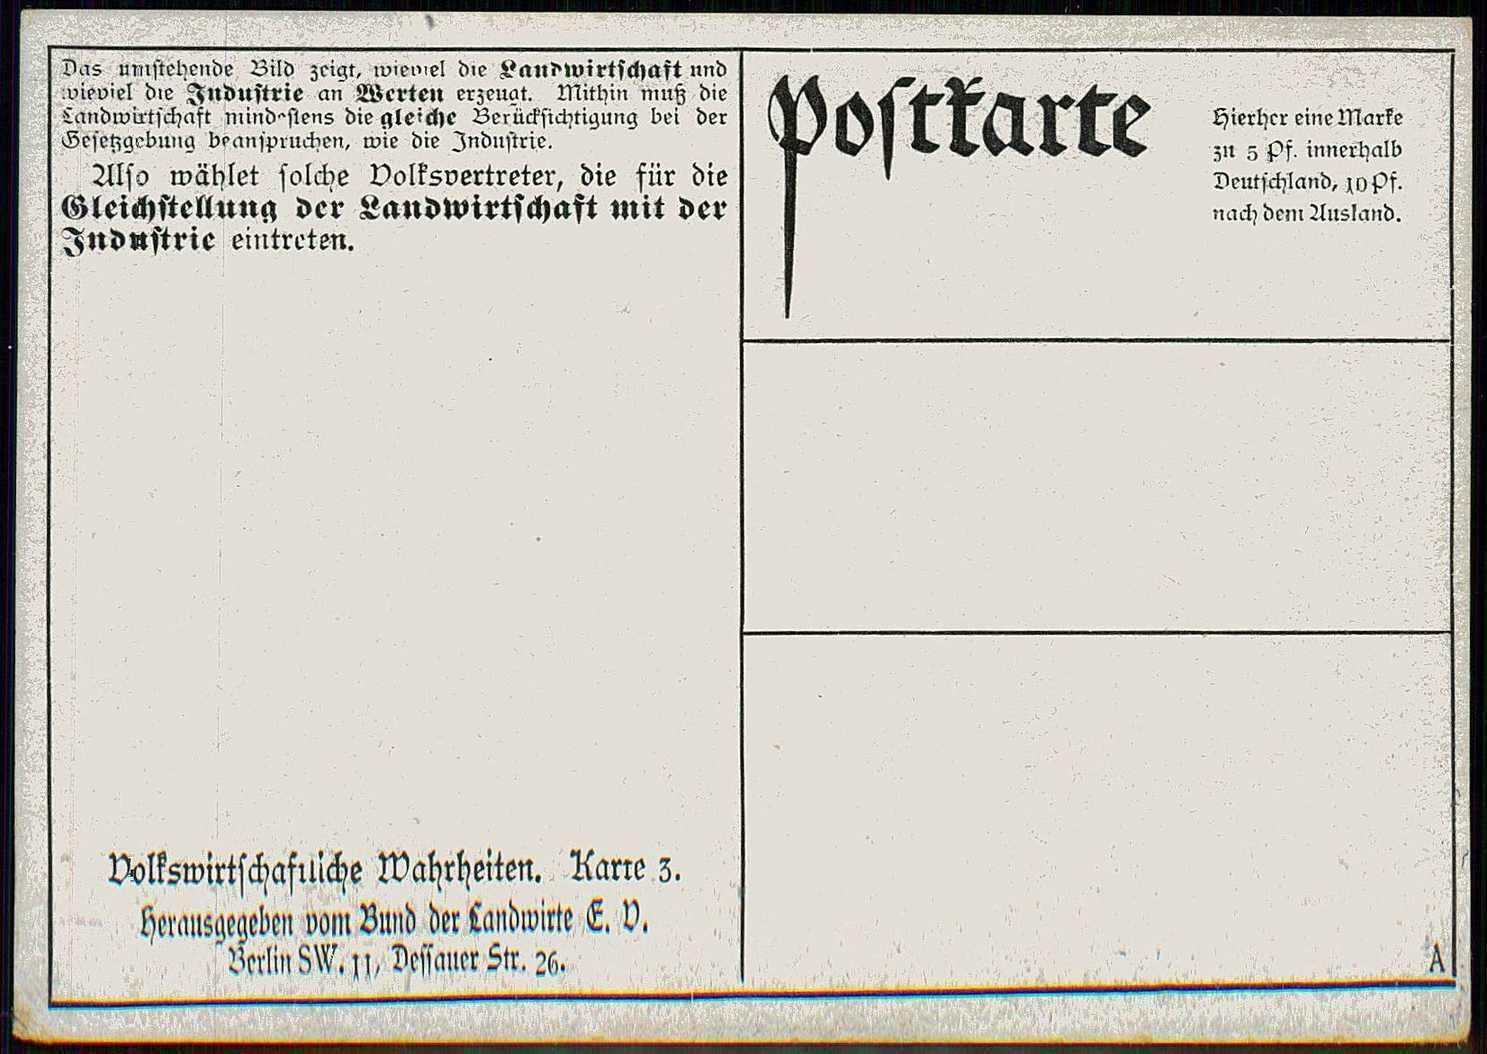 Das umstehende Bild zeigt, wieviel die Landwirtschaft und
wieviel die Industrie an Werten erzeugt. Mithin muß die
Landwirtschaft mindestens die gleiche Berücksichtigung bei der
Gesetzgebung beanspruchen, wie die Industrie.
Also wählet solche Volksvertreter, die für die
Gleichstellung der Landwirtschaft mit der
Industrie eintreten.
Volkswirtschaftliche Wahrheiten. Karte 3.
Herausgegeben vom Bund der Landwirte E. V.
Berlin SW. 11, Dessauer Str. 26.
Postkarte
Hierher eine Marke
zu 5 Pf. innerhalb
Deutschland, 10 Pf.
nach dem Ausland.
A